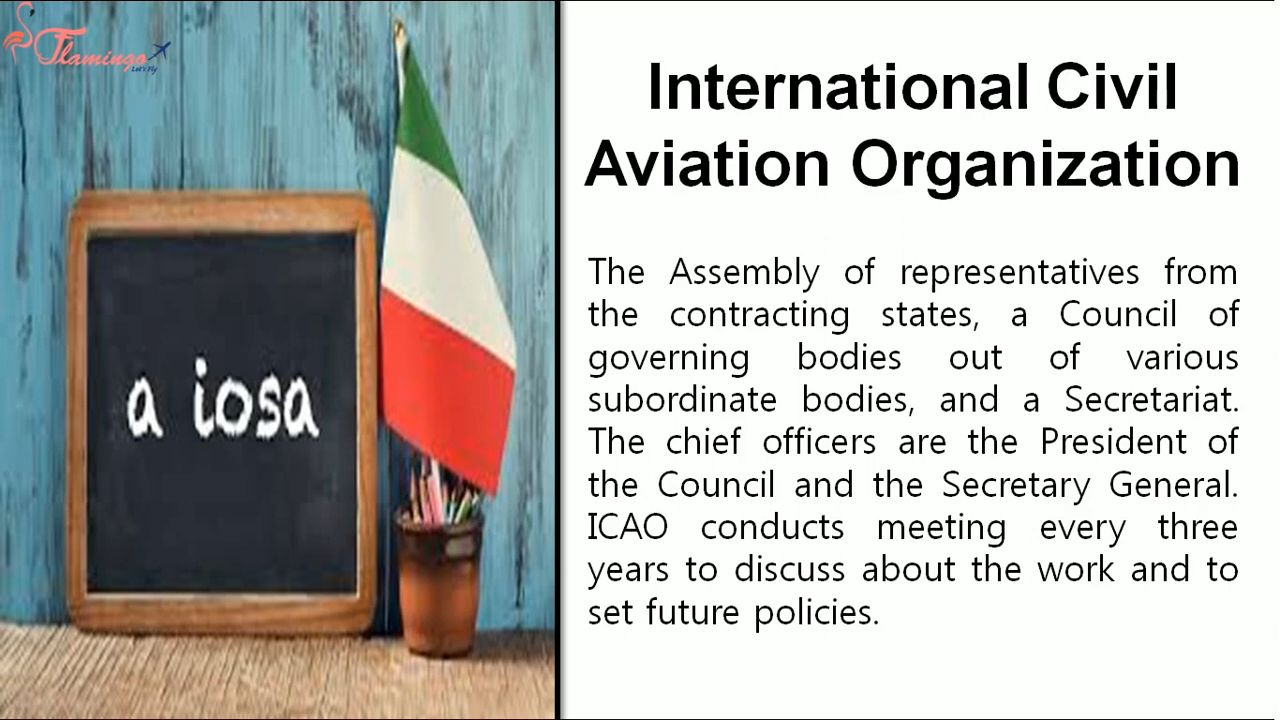 Flamingo
Let's Fly
a iosa
International Civil
Aviation Organization
The Assembly of representatives from
the contracting states, a Council of
governing bodies out of various
subordinate bodies, and a Secretariat.
The chief officers are the President of
the Council and the Secretary General.
ICAO conducts meeting every three
years to discuss about the work and to
set future policies.